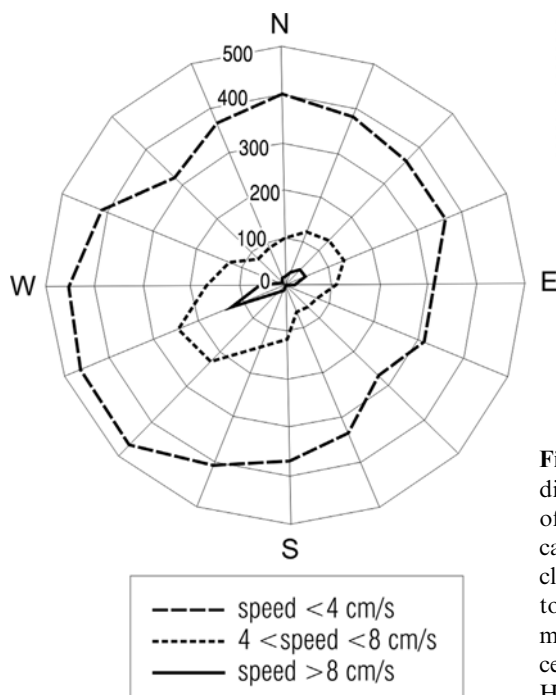 N
500
400
300
200
100
0
W
E
S
speed <4 cm/s
4 <speed <8 cm/s
speed >8 cm/s
Fi
di
of
ca
cl
to
m
ce
H